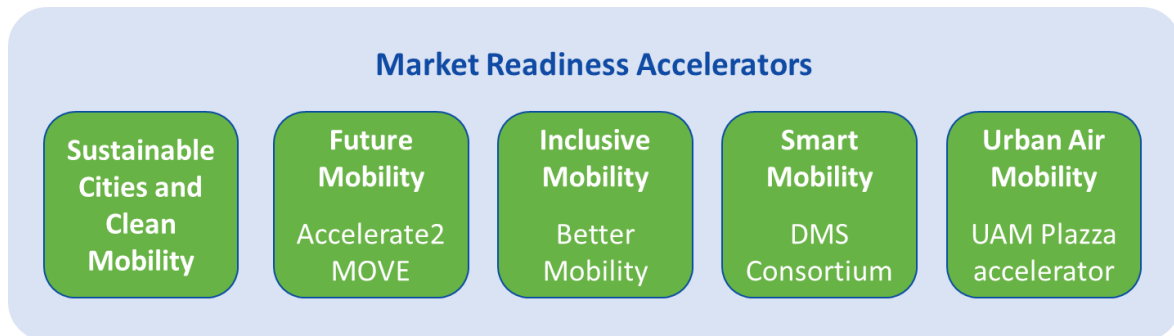 Market Readiness Accelerators
Sustainable
Cities and
Clean
Mobility
Future
Mobility
Accelerate2
MOVE
Inclusive
Mobility
Better
Mobility
Smart
Mobility
DMS
Consortium
Urban Air
Mobility
UAM Plazza
accelerator